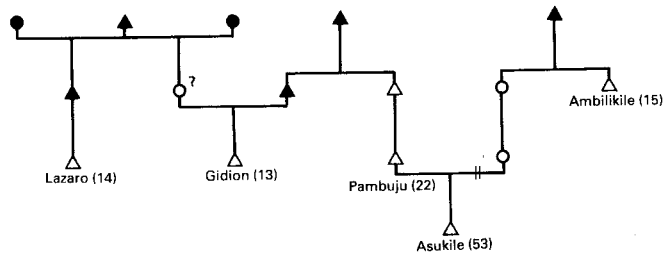 ?
Ambilikile (15)
Lazaro (14)
Gidion (13)
Pambuju (22)
Asukile (53)